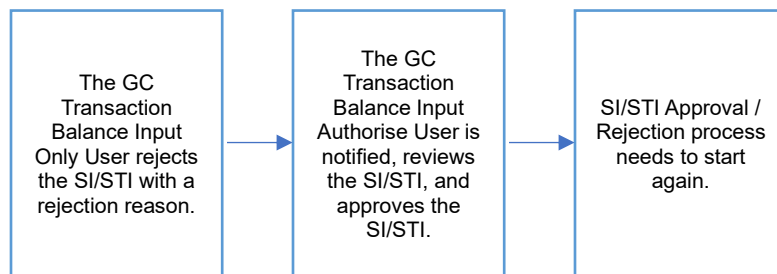 The GC
Transaction
Balance Input
Only User rejects
the SI/STI with a
rejection reason.
The GC
Transaction
Balance Input
Authorise User is
notified, reviews
the SI/STI, and
approves the
SI/STI.
SI/STI Approval /
Rejection process
needs to start
again.